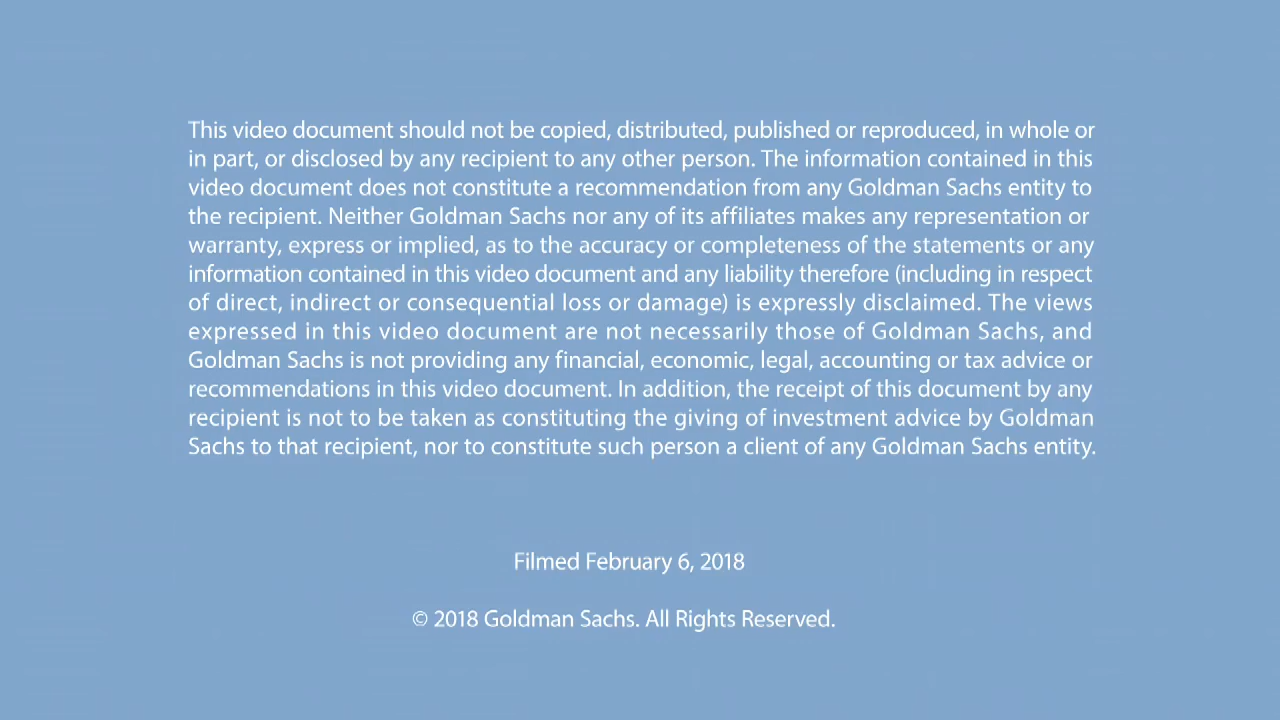 This video document should not be copied, distributed, published or reproduced, in whole or
in part, or disclosed by any recipient to any other person. The information contained in this
video document does not constitute a recommendation from any Goldman Sachs entity to
the recipient. Neither Goldman Sachs nor any of its affiliates makes any representation or
warranty, express or implied, as to the accuracy or completeness of the statements or any
information contained in this video document and any liability therefore (including in respect
of direct, indirect or consequential loss or damage) is expressly disclaimed. The views
expressed in this video document are not necessarily those of Goldman Sachs, and
Goldman Sachs is not providing any financial, economic, legal, accounting or tax advice or
recommendations in this video document. In addition, the receipt of this document by any
recipient is not to be taken as constituting the giving of investment advice by Goldman
Sachs to that recipient, nor to constitute such person a client of any Goldman Sachs entity.
Filmed February 6, 2018
© 2018 Goldman Sachs. All Rights Reserved.